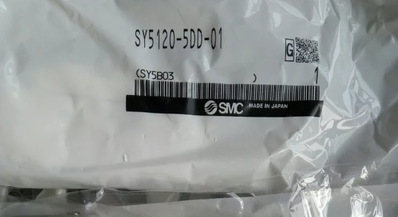 SY5120-5DD-01
G
(SY5B03 )
1
SMC MADE IN JAPAN